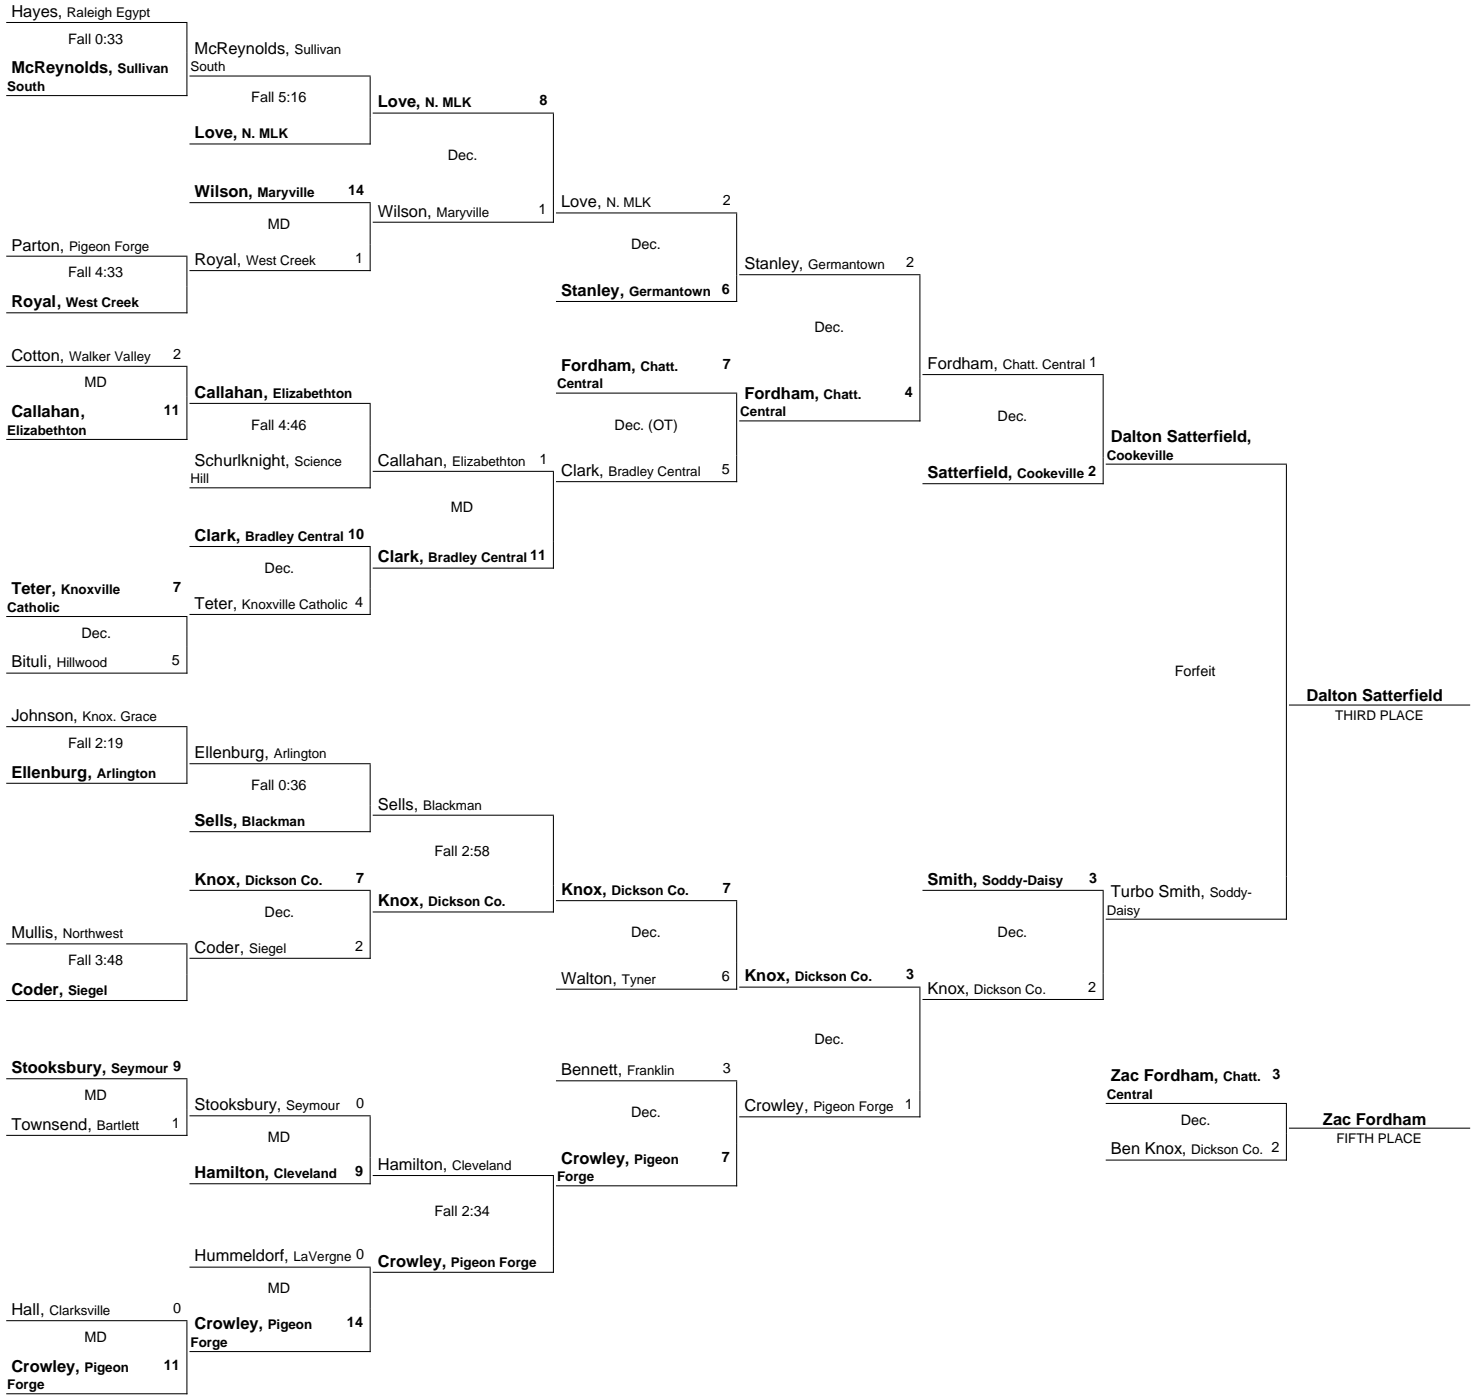 Hayes, Raleigh Egypt
Fall 0:33
McReynolds, Sullivan
South
McReynolds, Sullivan
South
Fall 5:16
Love, N. MLK
Love, N. MLK 8
Dec.
Wilson, Maryville 1
Wilson, Maryville 14
MD
Royal, West Creek 1
Parton, Pigeon Forge
Fall 4:33
Royal, West Creek
Love, N. MLK 2
Dec.
Stanley, Germantown 6
Stanley, Germantown 2
Dec.
Fordham, Chatt.
Central
4
Cotton, Walker Valley 2
MD
Callahan,
Elizabethton
11
Callahan, Elizabethton
Fall 4:46
Schurlknight, Science
Hill
Callahan, Elizabethton 1
MD
Clark, Bradley Central 11
Fordham, Chatt.
Central
7
Dec. (OT)
Clark, Bradley Central 5
Fordham, Chatt. Central 1
Dec.
Satterfield, Cookeville 2
Dalton Satterfield,
Cookeville
Clark, Bradley Central 10
Dec.
Teter, Knoxville Catholic 4
Teter, Knoxville
Catholic
7
Dec.
Bituli, Hillwood 5
Forfeit
Dalton Satterfield
THIRD PLACE
Johnson, Knox. Grace
Fall 2:19
Ellenburg, Arlington
Ellenburg, Arlington
Fall 0:36
Sells, Blackman
Sells, Blackman
Fall 2:58
Knox, Dickson Co.
Knox, Dickson Co. 7
Dec.
Coder, Siegel 2
Mullis, Northwest
Fall 3:48
Coder, Siegel
Knox, Dickson Co. 7
Dec.
Walton, Tyner 6
Knox, Dickson Co. 3
Dec.
Crowley, Pigeon Forge 1
Smith, Soddy-Daisy 3
Dec.
Knox, Dickson Co. 2
Turbo Smith, Soddy-
Daisy
Stooksbury, Seymour 9
MD
Townsend, Bartlett 1
Stooksbury, Seymour 0
MD
Hamilton, Cleveland 9
Hamilton, Cleveland
Fall 2:34
Crowley, Pigeon Forge
Bennett, Franklin 3
Dec.
Crowley, Pigeon
Forge
7
Zac Fordham, Chatt.
Central
3
Dec.
Ben Knox, Dickson Co. 2
Zac Fordham
FIFTH PLACE
Hummeldorf, LaVergne 0
MD
Crowley, Pigeon
Forge
14
Hall, Clarksville 0
MD
Crowley, Pigeon
Forge
11